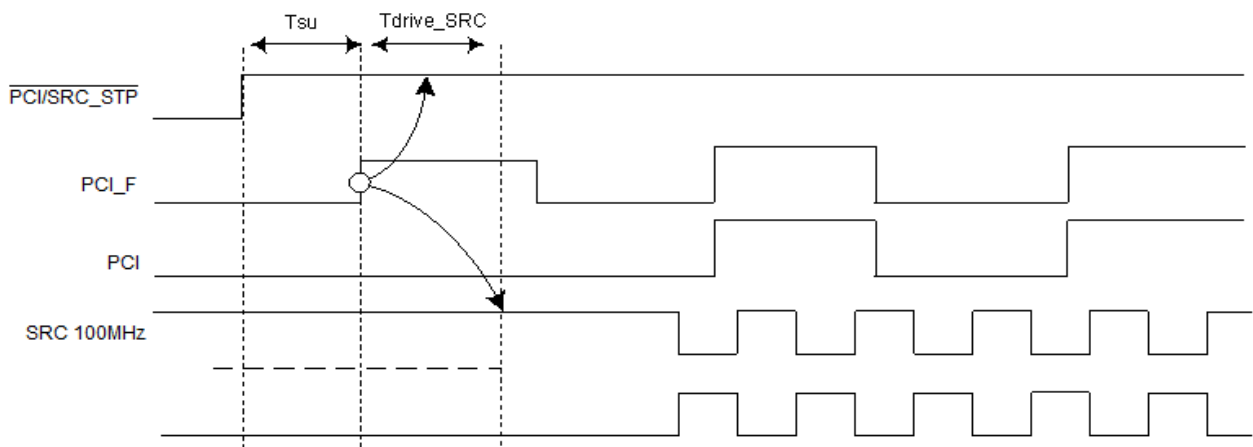 Tsu
Tdrive_SRC
PCI/SRC_STP
PCI_F
PCI
SRC 100MHz